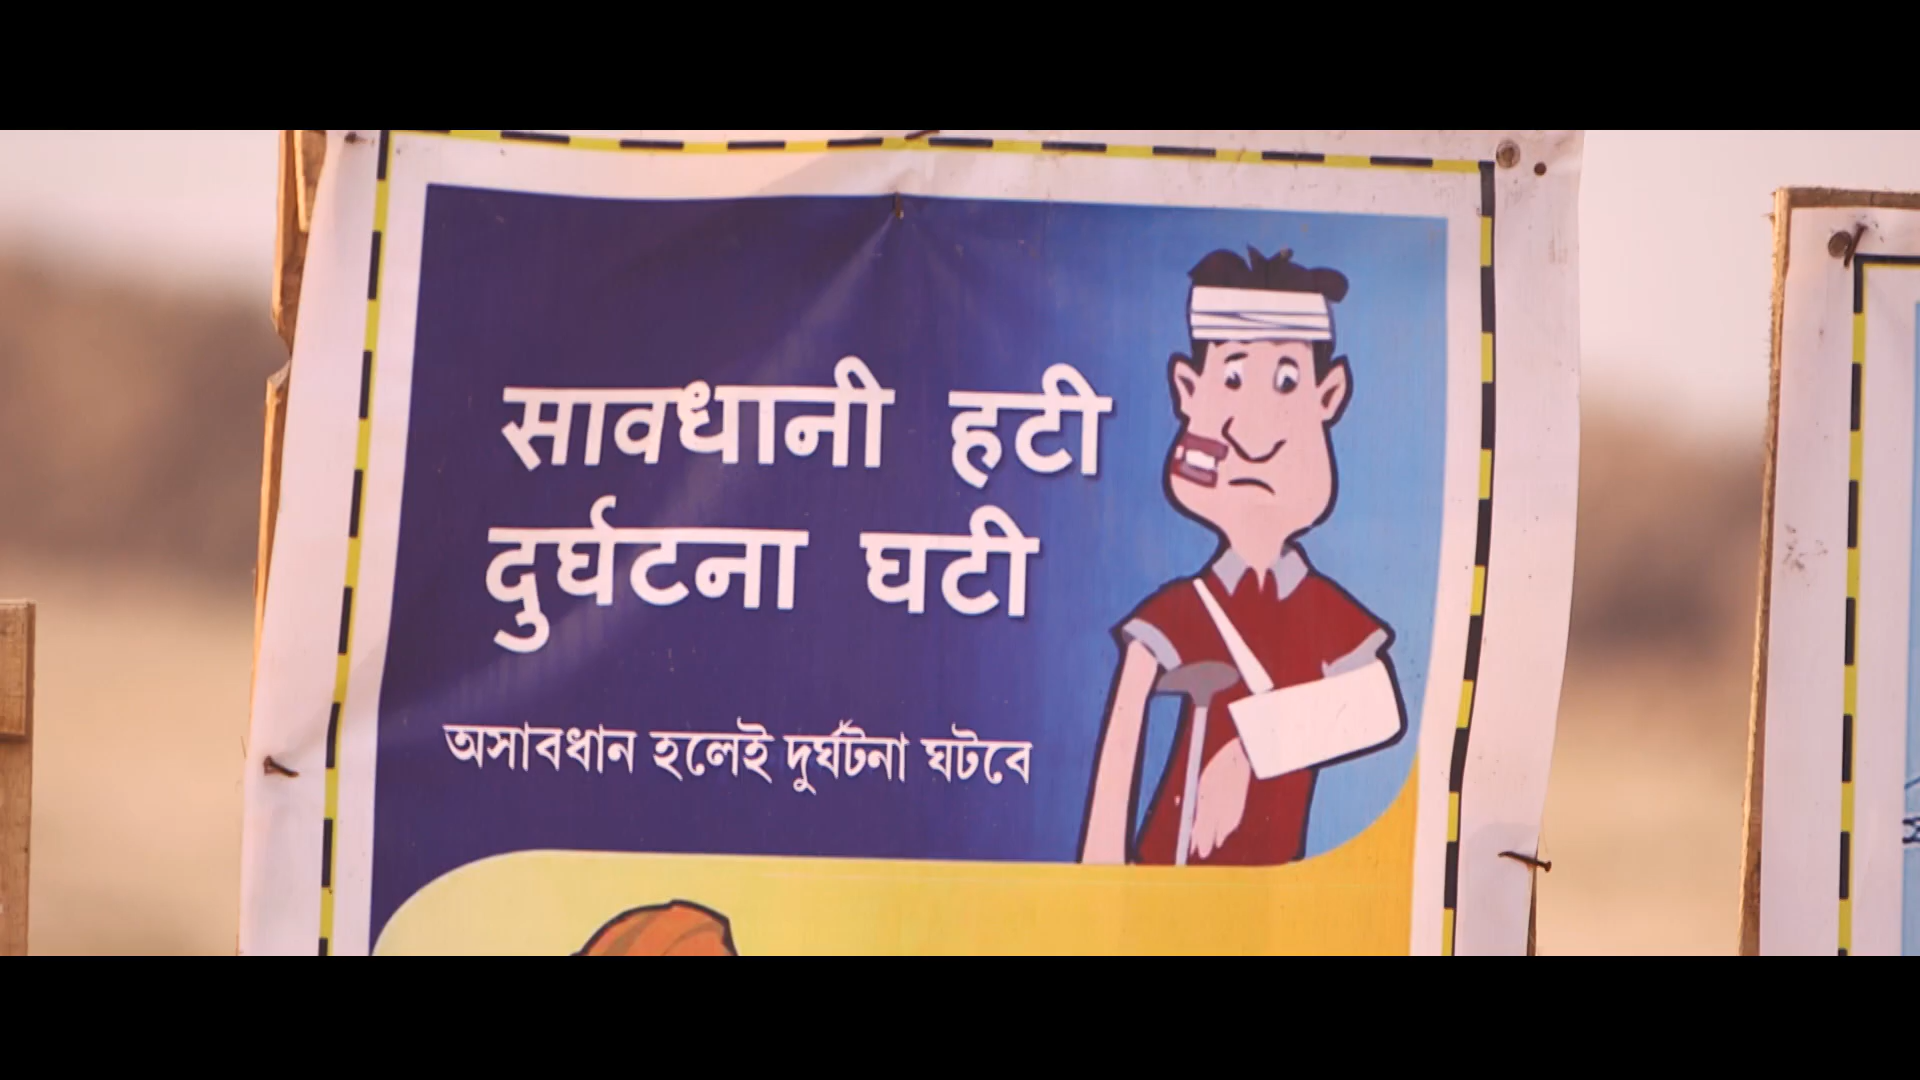 सावधानी हटी
दुर्घटना घटी
অসাবধান হলেই দুর্ঘটনা ঘটবে